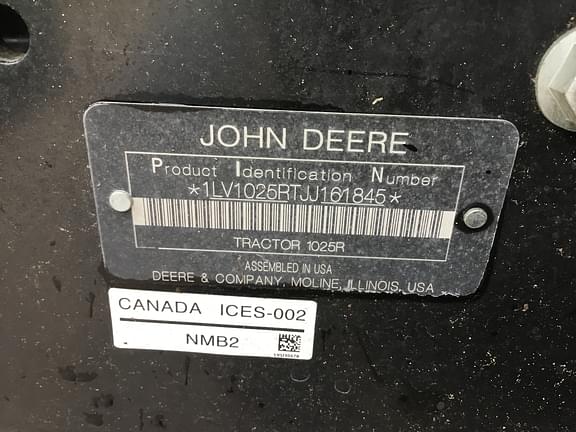 JOHN DEERE
Product Identification Number
*1LV1025RTJJ161845*
TRACTOR 1025R
ASSEMBLED IN USA
DEERE & COMPANY, MOLINE, ILLINOIS, USA
CANADA ICES-002
NMB2